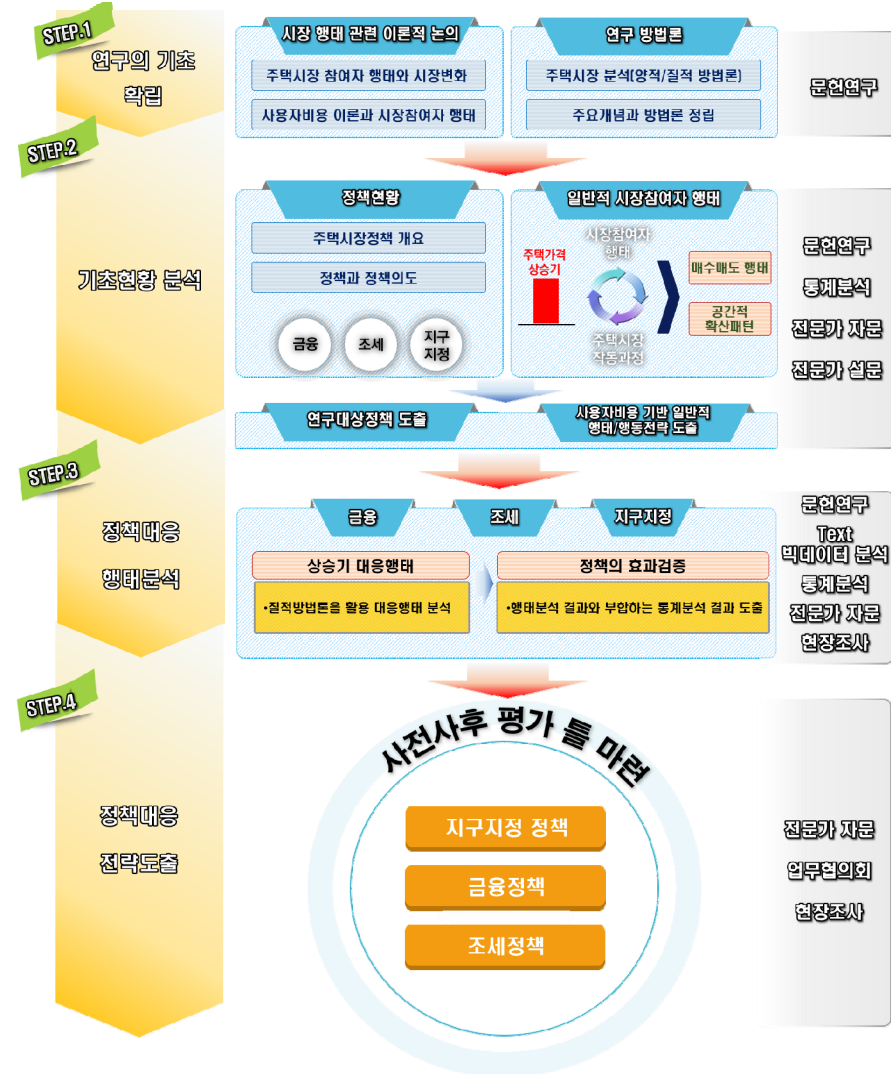 STEP.1
연구의 기초
확립
시장 행태 관련 이론적 논의
주택시장 참여자 행태와 시장변화
사용자비용 이론과 시장참여자 행태
연구 방법론
주택시장 분석(양적/질적 방법론)
주요개념과 방법론 정립
문헌연구
STEP.2
기초현황 분석
정책현황
주택시장정책 개요
정책과 정책의도
금융
조세
지구
지정
일반적 시장참여자 행태
주택가격
상승기
시장참여자
행태
주택시장
작동과정
매수매도 행태
공간적
확산패턴
문헌연구
통계분석
전문가 자문
전문가 설문
연구대상정책 도출
사용자비용 기반 일반적
행태/행동전략 도출
STEP.3
정책대응
행태분석
금융
조세
지구지정
상승기 대응행태
•질적방법론을 활용 대응행태 분석
정책의 효과검증
•행태분석 결과와 부합하는 통계분석 결과 도출
문헌연구
Text
빅데이터 분석
통계분석
전문가 자문
현장조사
STEP.4
정책대응
전략도출
사전사후 평가 틀 마련
지구지정 정책
금융정책
조세정책
전문가 자문
업무협의회
현장조사